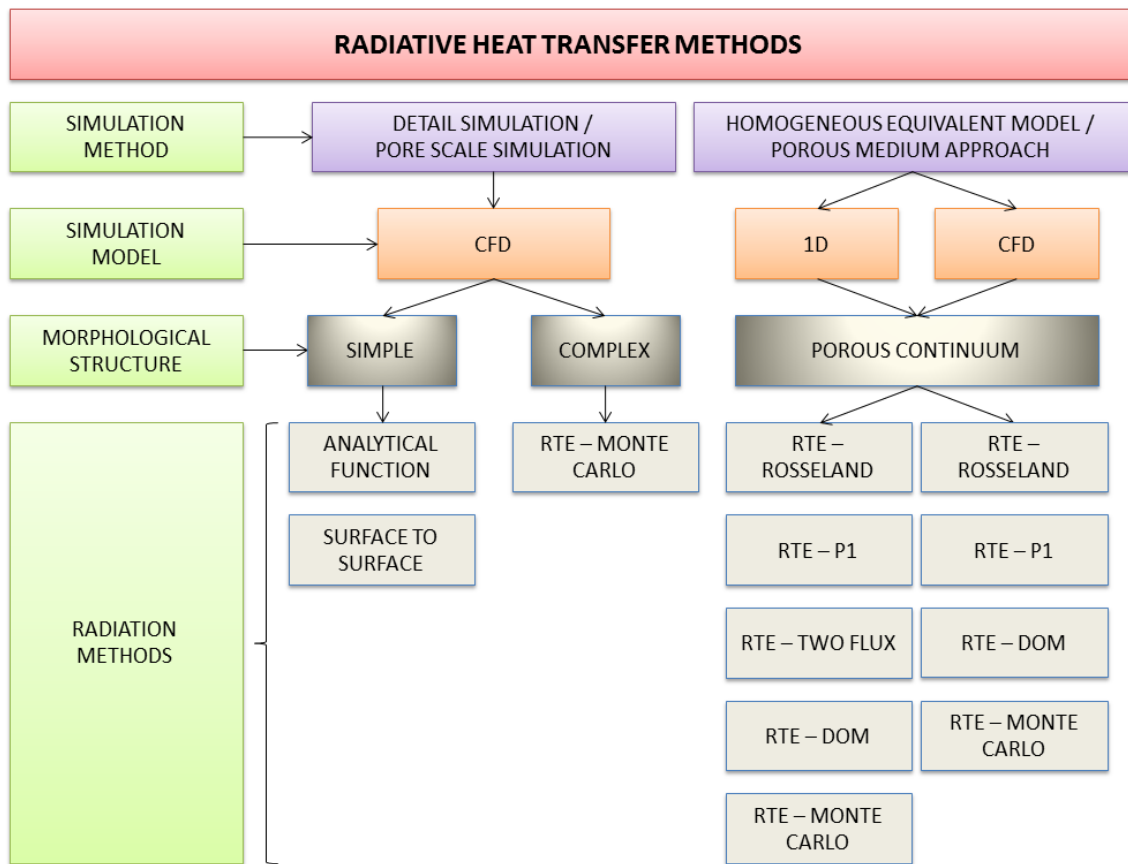 RADIATIVE HEAT TRANSFER METHODS
SIMULATION
METHOD
DETAIL SIMULATION /
PORE SCALE SIMULATION
HOMOGENEOUS EQUIVALENT MODEL /
POROUS MEDIUM APPROACH
SIMULATION
MODEL
CFD
1D
CFD
MORPHOLOGICAL
STRUCTURE
SIMPLE
COMPLEX
POROUS CONTINUUM
RADIATION
METHODS
ANALYTICAL
FUNCTION
RTE – MONTE
CARLO
RTE –
ROSSELAND
RTE –
ROSSELAND
SURFACE TO
SURFACE
RTE – P1
RTE – P1
RTE – TWO FLUX
RTE – DOM
RTE – DOM
RTE – MONTE
CARLO
RTE – MONTE
CARLO